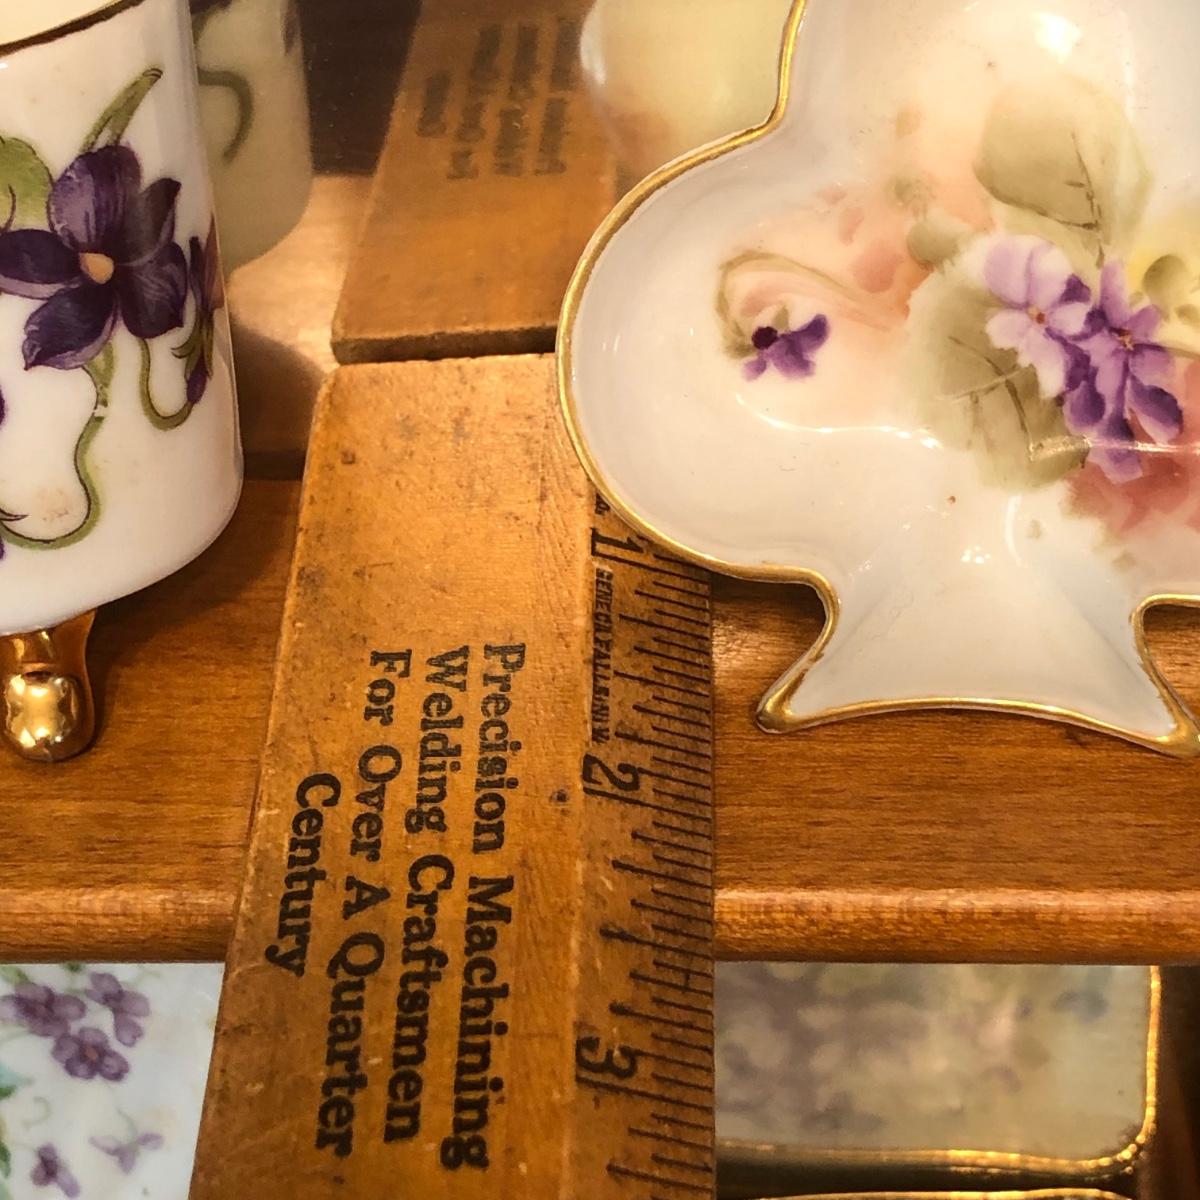 Precision Machining
Welding Craftsmen
For Over A Quarter
Century
1
2
3